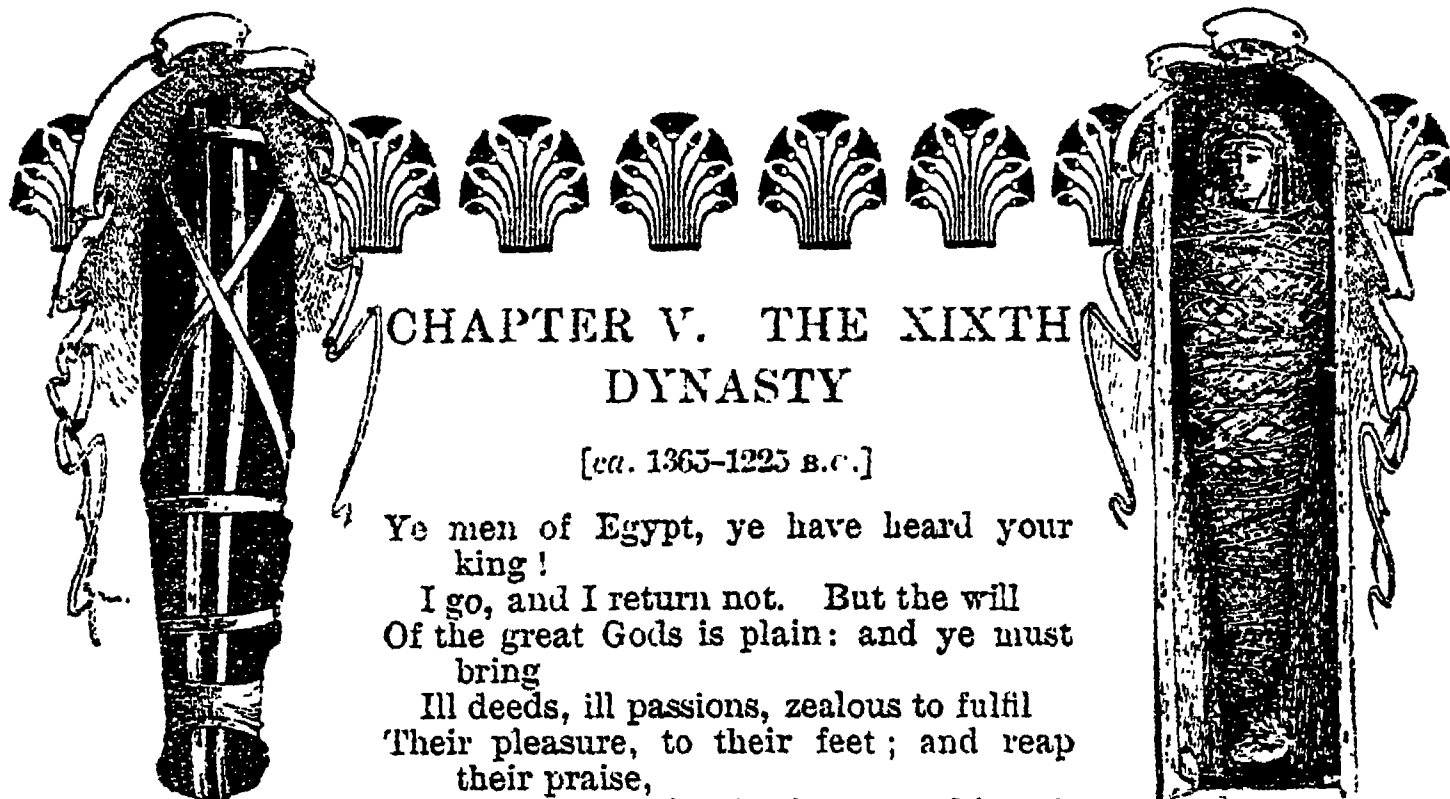 CHAPTER V. THE XIXTH
DYNASTY
[ca. 1365–1225 B.C.]
Ye men of Egypt, ye have heard your
king !
I go, and I return not. But the will
Of the great Gods is plain: and ye must
bring
Ill deeds, ill passions, zealous to fulfil
Their pleasure, to their feet ; and reap
their praise,